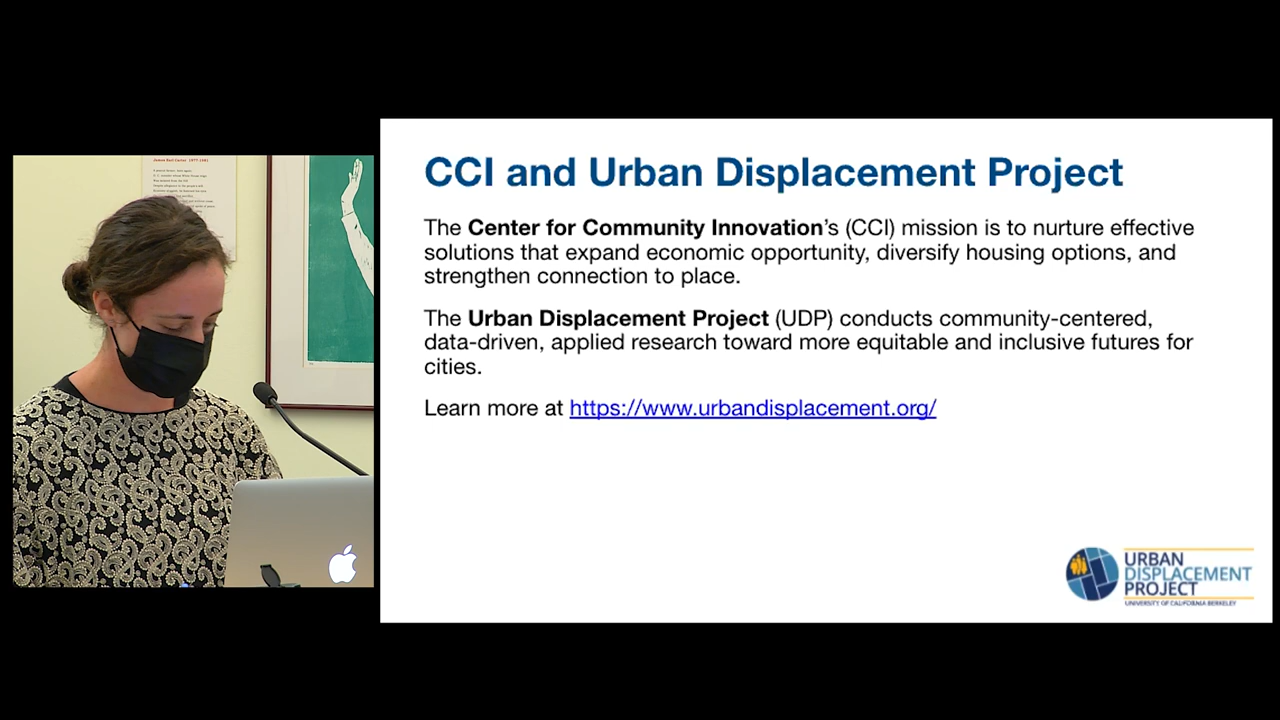 CCI and Urban Displacement Project
The Center for Community Innovation's (CCI) mission is to nurture effective
solutions that expand economic opportunity, diversify housing options, and
strengthen connection to place.
The Urban Displacement Project (UDP) conducts community-centered,
data-driven, applied research toward more equitable and inclusive futures for
cities.
Learn more at https://www.urbandisplacement.org/
URBAN
DISPLACEMENT
PROJECT
UNIVERSITY OF CALIFORNIA BERKELEY